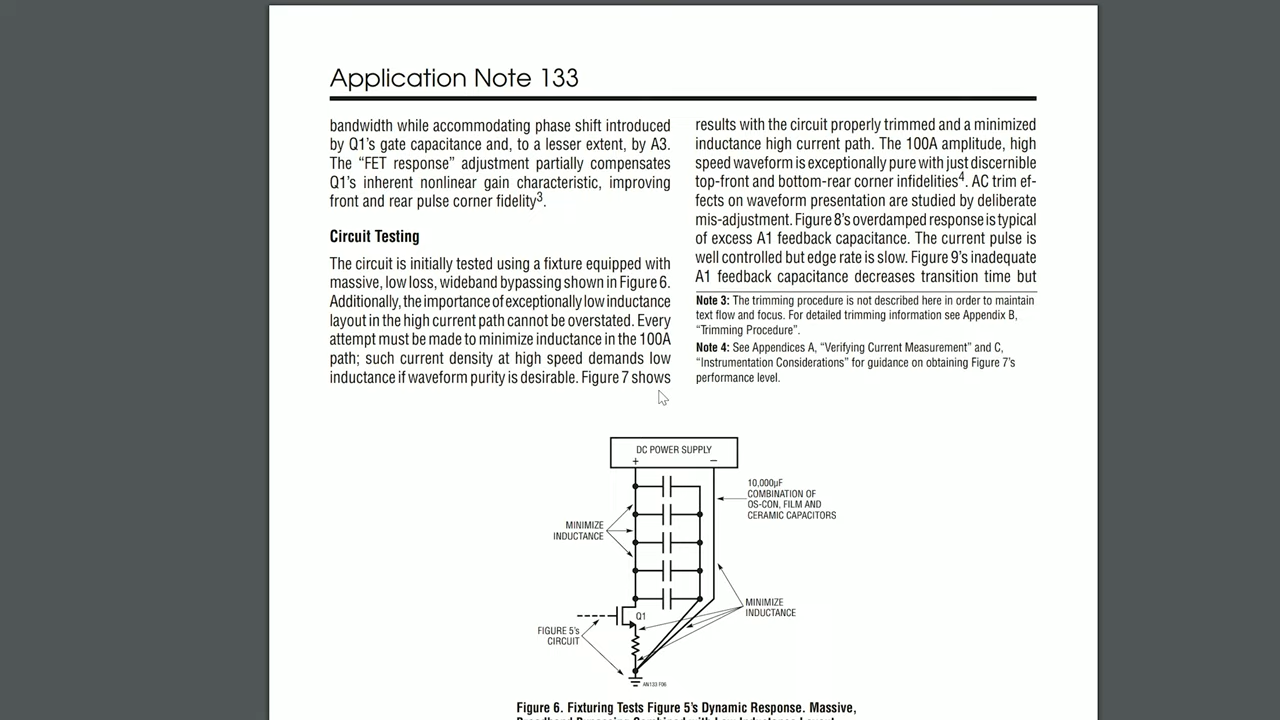 Application Note 133
bandwidth while accommodating phase shift introduced
by Q1's gate capacitance and, to a lesser extent, by A3.
The “FET response” adjustment partially compensates
Q1's inherent nonlinear gain characteristic, improving
front and rear pulse corner fidelity3.
Circuit Testing
The circuit is initially tested using a fixture equipped with
massive, low loss, wideband bypassing shown in Figure 6.
Additionally, the importance of exceptionally low inductance
layout in the high current path cannot be overstated. Every
attempt must be made to minimize inductance in the 100A
path; such current density at high speed demands low
inductance if waveform purity is desirable. Figure 7 shows
results with the circuit properly trimmed and a minimized
inductance high current path. The 100A amplitude, high
speed waveform is exceptionally pure with just discernible
top-front and bottom-rear corner infidelities4. AC trim ef-
fects on waveform presentation are studied by deliberate
mis-adjustment. Figure 8's overdamped response is typical
of excess A1 feedback capacitance. The current pulse is
well controlled but edge rate is slow. Figure 9's inadequate
A1 feedback capacitance decreases transition time but
Note 3: The trimming procedure is not described here in order to maintain
text flow and focus. For detailed trimming information see Appendix B,
“Trimming Procedure”.
Note 4: See Appendices A, “Verifying Current Measurement” and C,
“Instrumentation Considerations” for guidance on obtaining Figure 7's
performance level.
DC POWER SUPPLY
+ –
10,000µF
COMBINATION OF
OS-CON, FILM AND
CERAMIC CAPACITORS
MINIMIZE
INDUCTANCE
MINIMIZE
INDUCTANCE
Q1
FIGURE 5's
CIRCUIT
AN133 F06
Figure 6. Fixturing Tests Figure 5's Dynamic Response. Massive,
Broadband Bypassing Combined with Low Inductance Layout